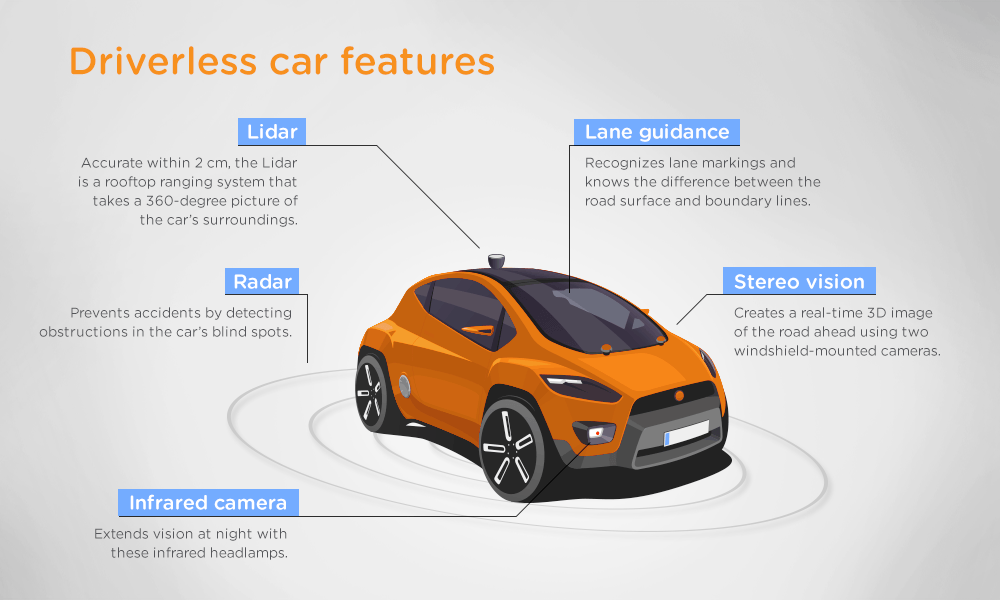 Driverless car features
Lidar
Accurate within 2 cm, the Lidar
is a rooftop ranging system that
takes a 360-degree picture of
the car's surroundings.
Lane guidance
Recognizes lane markings and
knows the difference between the
road surface and boundary lines.
Radar
Prevents accidents by detecting
obstructions in the car's blind spots.
Stereo vision
Creates a real-time 3D image
of the road ahead using two
windshield-mounted cameras.
Infrared camera
Extends vision at night with
these infrared headlamps.